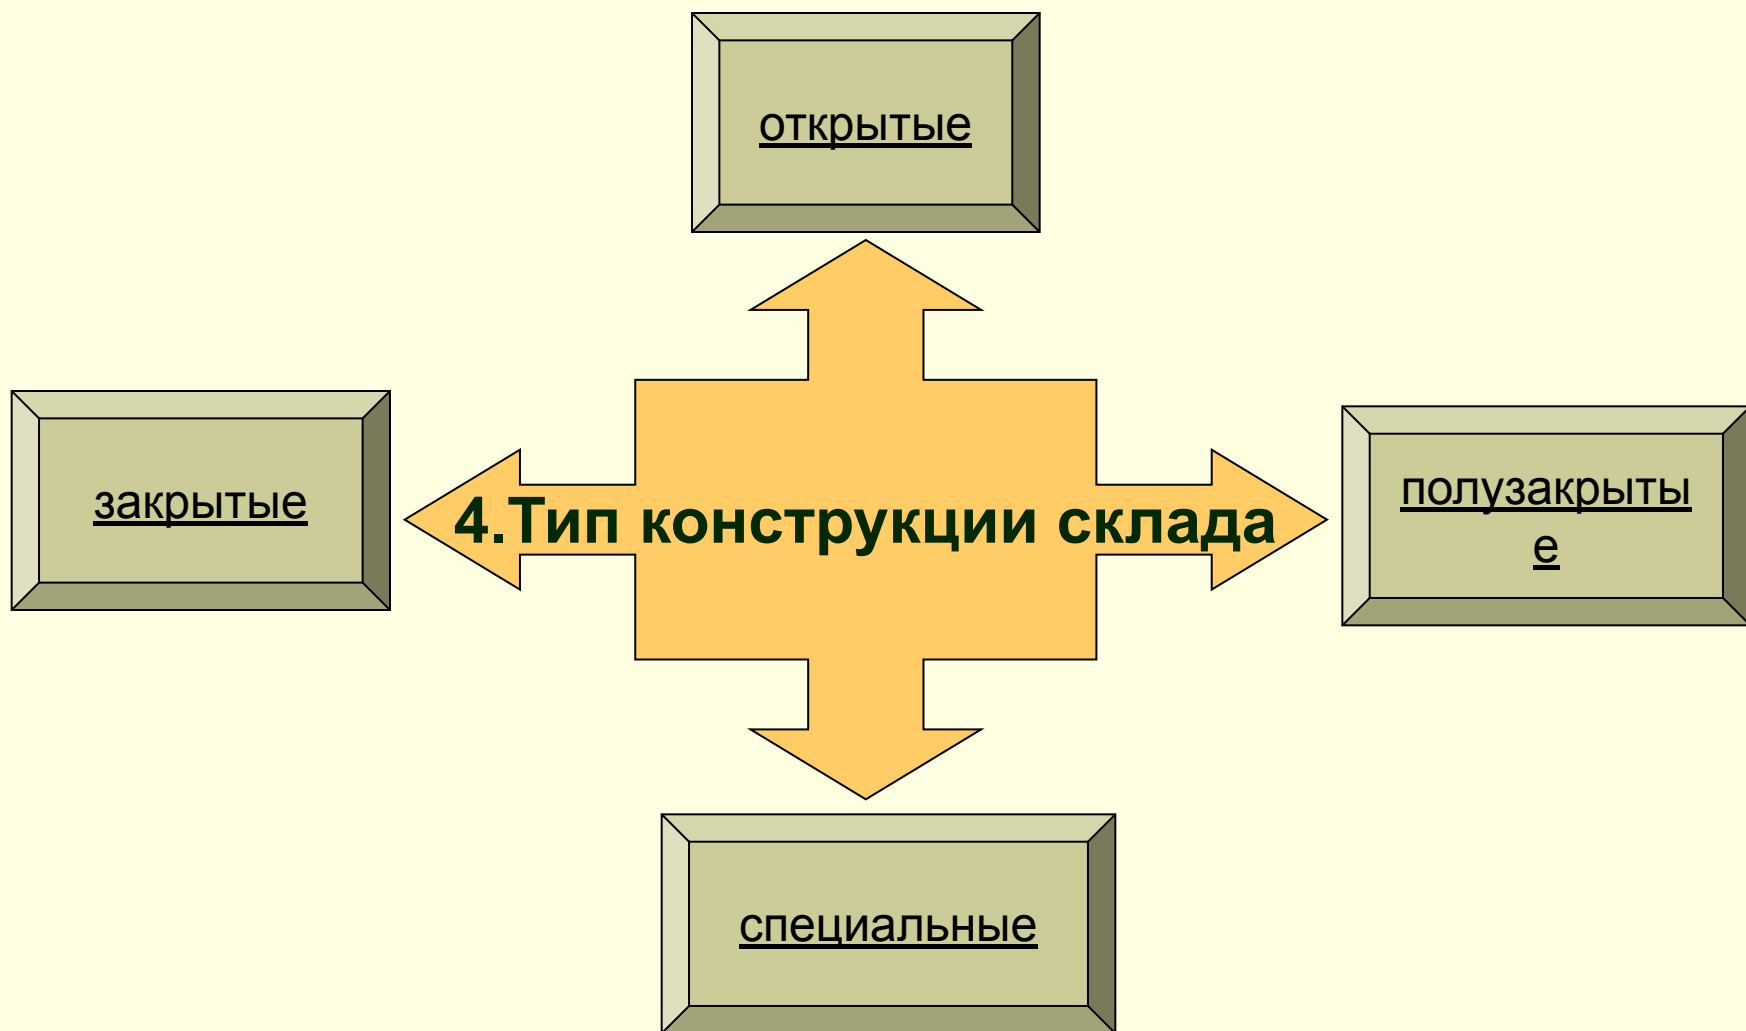 открытые
закрытые
4.Тип конструкции склада
полузакрыты
е
специальные